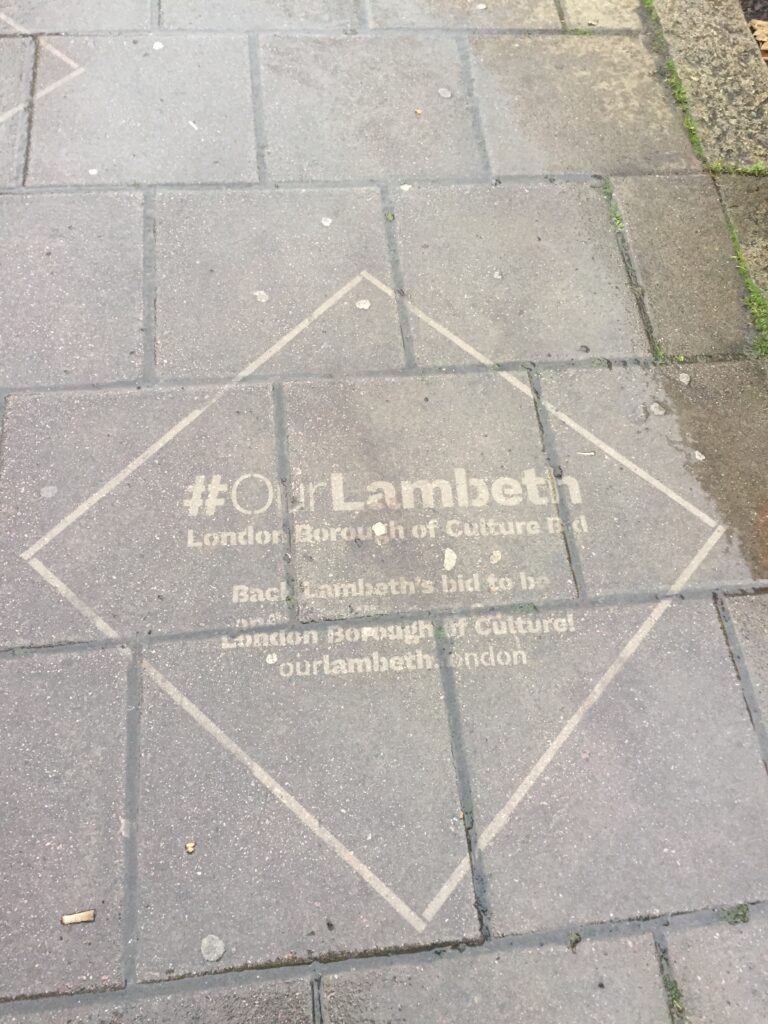 #OurLambeth
London Borough of Culture Bid
Back Lambeth's bid to be
London Borough of Culture!
ourlambeth.london